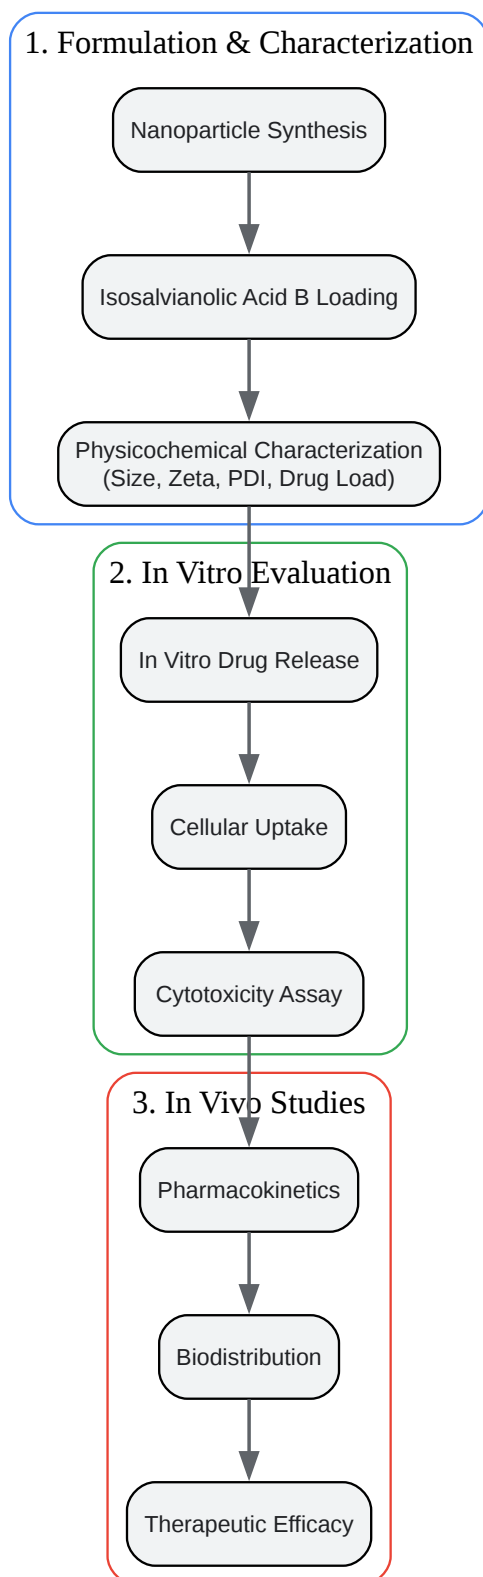 1. Formulation & Characterization
Nanoparticle Synthesis
Isosalvianolic Acid B Loading
Physicochemical Characterization
(Size, Zeta, PDI, Drug Load)
2. In Vitro Evaluation
In Vitro Drug Release
Cellular Uptake
Cytotoxicity Assay
3. In Vivo Studies
Pharmacokinetics
Biodistribution
Therapeutic Efficacy